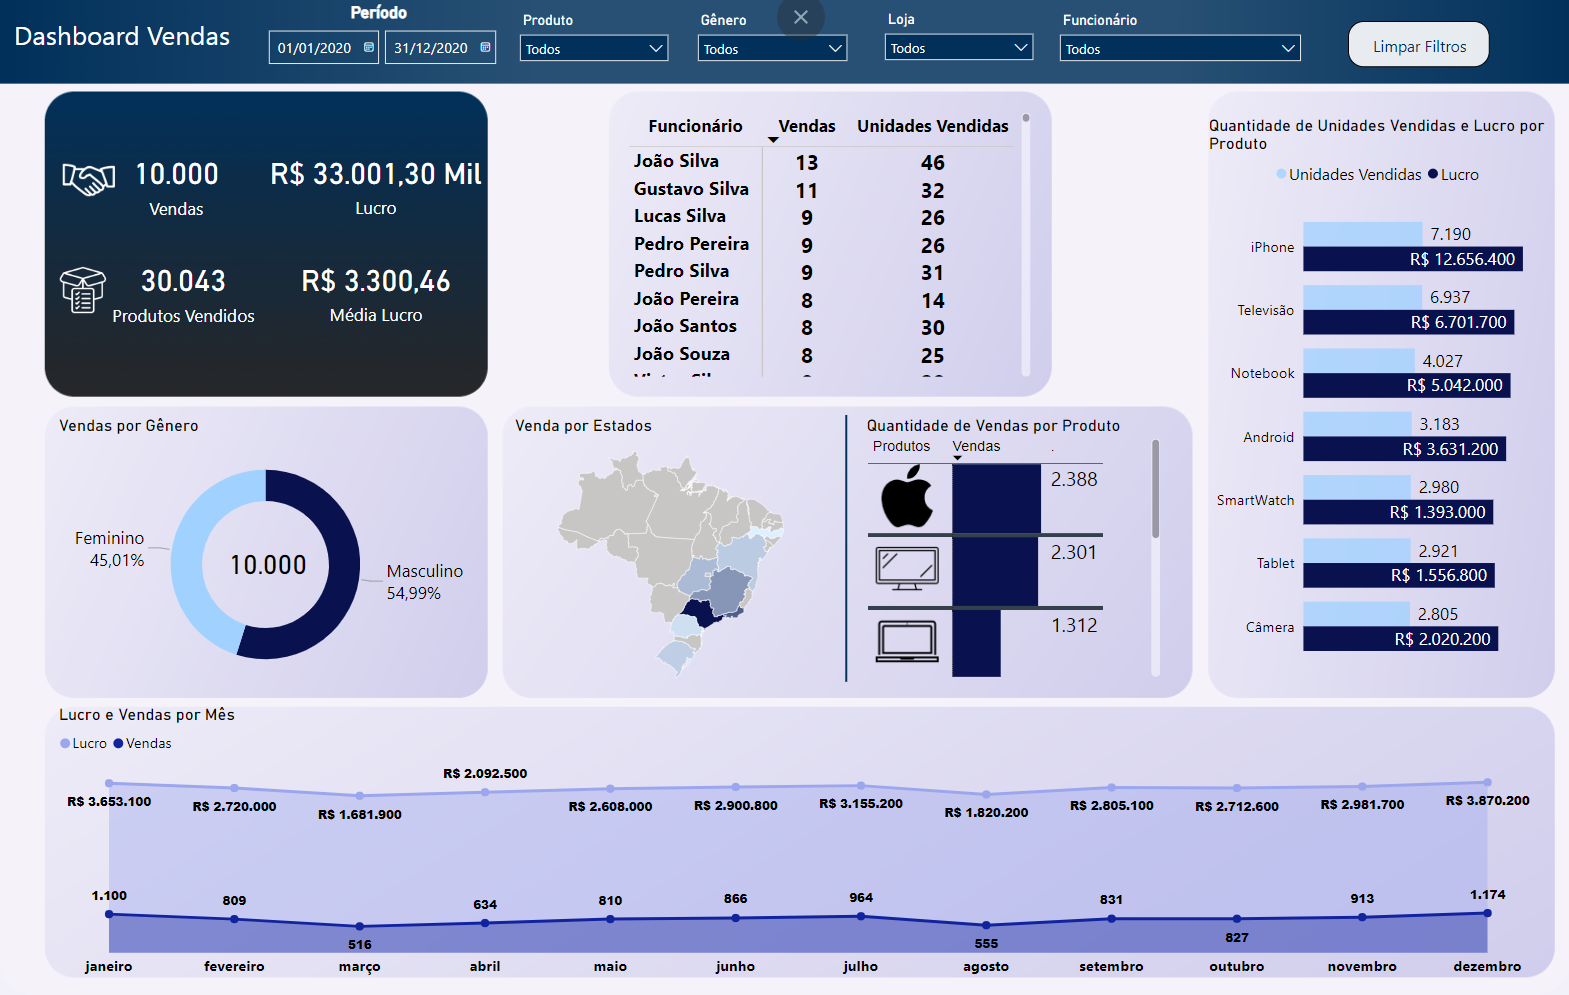 Dashboard Vendas
Período
01/01/2020
31/12/2020
Produto
Todos
Gênero
Todos
Loja
Todos
Funcionário
Todos
Limpar Filtros
10.000
Vendas
R$ 33.001,30 Mil
Lucro
30.043
Produtos Vendidos
R$ 3.300,46
Média Lucro
Funcionário Vendas Unidades Vendidas
João Silva 13 46
Gustavo Silva 11 32
Lucas Silva 9 26
Pedro Pereira 9 26
Pedro Silva 9 31
João Pereira 8 14
João Santos 8 30
João Souza 8 25
Quantidade de Unidades Vendidas e Lucro por
Produto
Unidades Vendidas Lucro
iPhone
7.190
R$ 12.656.400
Televisão
6.937
R$ 6.701.700
Notebook
4.027
R$ 5.042.000
Android
3.183
R$ 3.631.200
SmartWatch
2.980
R$ 1.393.000
Tablet
2.921
R$ 1.556.800
Câmera
2.805
R$ 2.020.200
Vendas por Gênero
Feminino
45,01%
10.000
Masculino
54,99%
Venda por Estados
Quantidade de Vendas por Produto
Produtos Vendas .
2.388
2.301
1.312
Lucro e Vendas por Mês
Lucro Vendas
R$ 3.653.100
R$ 2.720.000
R$ 1.681.900
R$ 2.092.500
R$ 2.608.000
R$ 2.900.800
R$ 3.155.200
R$ 1.820.200
R$ 2.805.100
R$ 2.712.600
R$ 2.981.700
R$ 3.870.200
1.100
809
516
634
810
866
964
555
831
827
913
1.174
janeiro fevereiro março abril maio junho julho agosto setembro outubro novembro dezembro